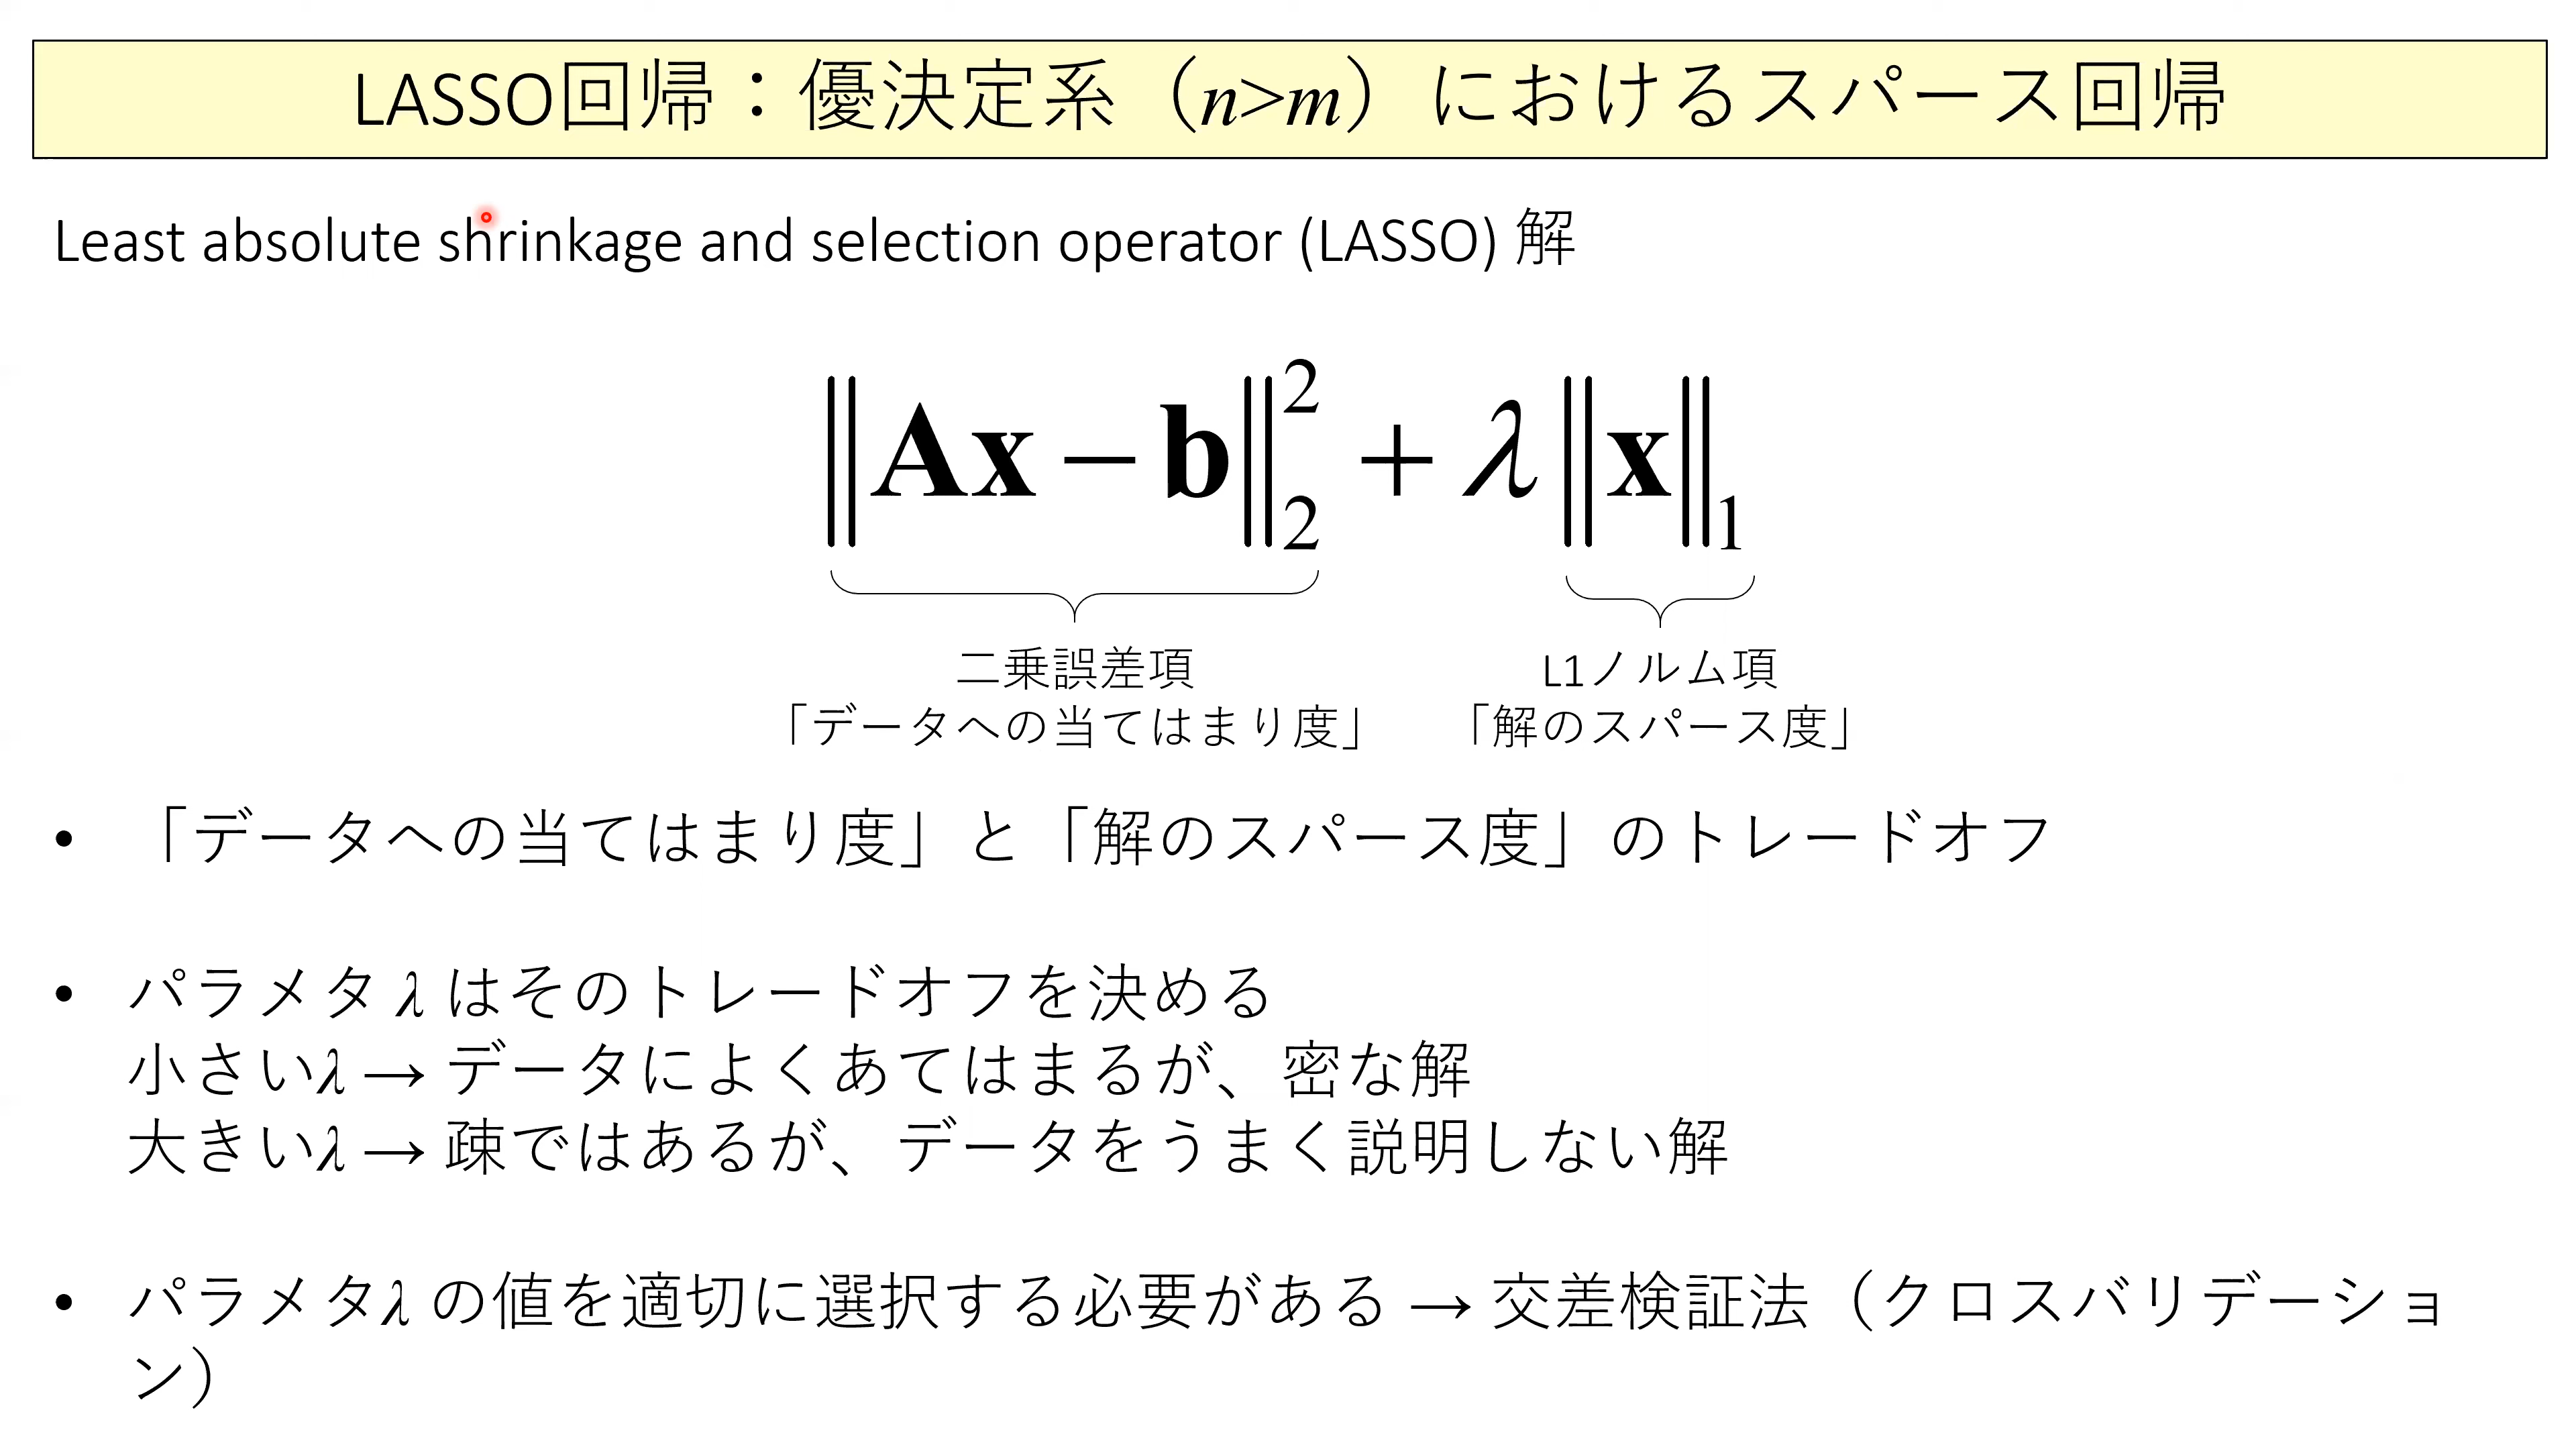 LASSO回帰：優決定系（n>m）におけるスパース回帰
Least absolute shrinkage and selection operator (LASSO) 解
‖Ax − b‖₂² + λ‖x‖₁
二乗誤差項
「データへの当てはまり度」
L1ノルム項
「解のスパース度」
• 「データへの当てはまり度」と「解のスパース度」のトレードオフ
• パラメタ λ はそのトレードオフを決める
小さいλ → データによくあてはまるが、密な解
大きいλ → 疎ではあるが、データをうまく説明しない解
• パラメタλ の値を適切に選択する必要がある → 交差検証法（クロスバリデーショ
ン）